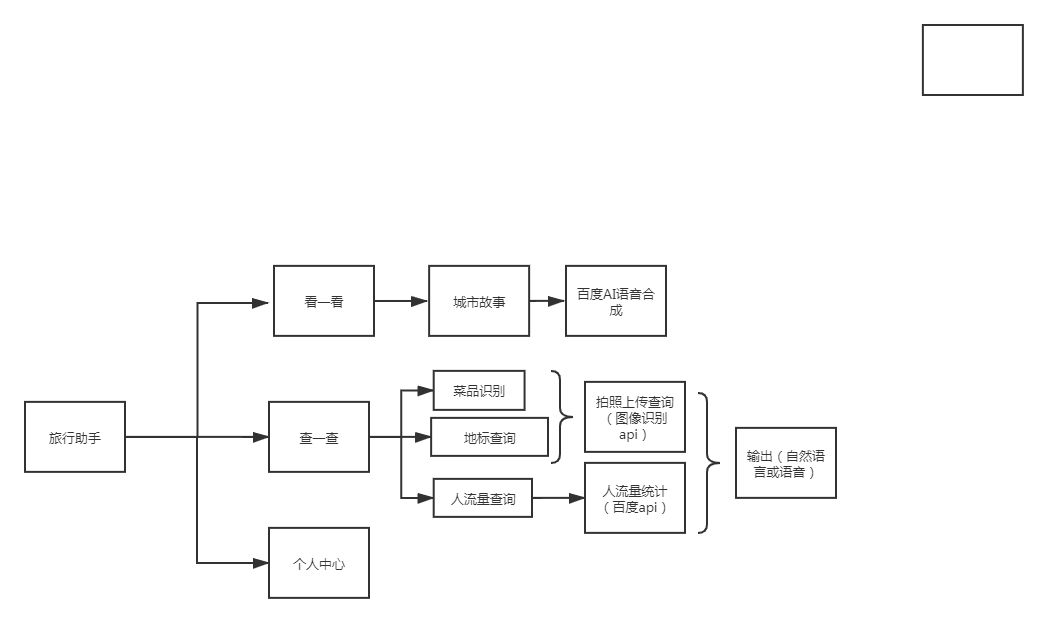 看一看
城市故事
百度AI语音合
成
旅行助手
查一查
菜品识别
地标查询
人流量查询
拍照上传查询
（图像识别
api）
人流量统计
（百度api）
输出（自然语
言或语音）
个人中心